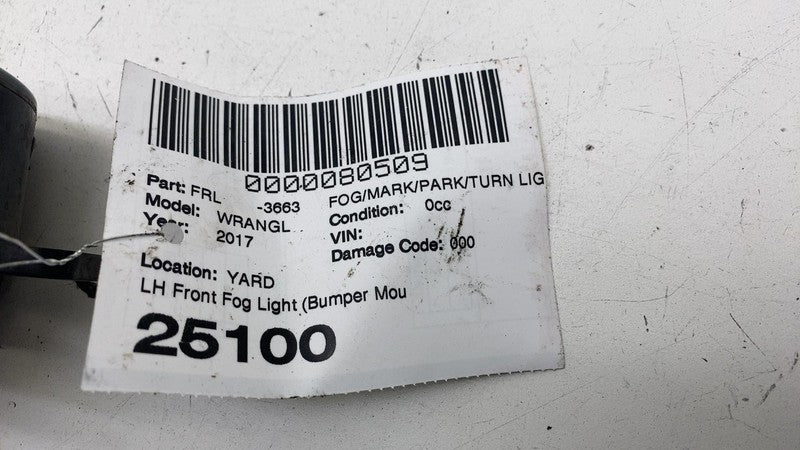 0000080509
Part: FRL -3663 FOG/MARK/PARK/TURN LIG
Model: WRANGL Condition: 0cc
Year: 2017 VIN:
Damage Code: 000
Location: YARD
LH Front Fog Light (Bumper Mou
25100